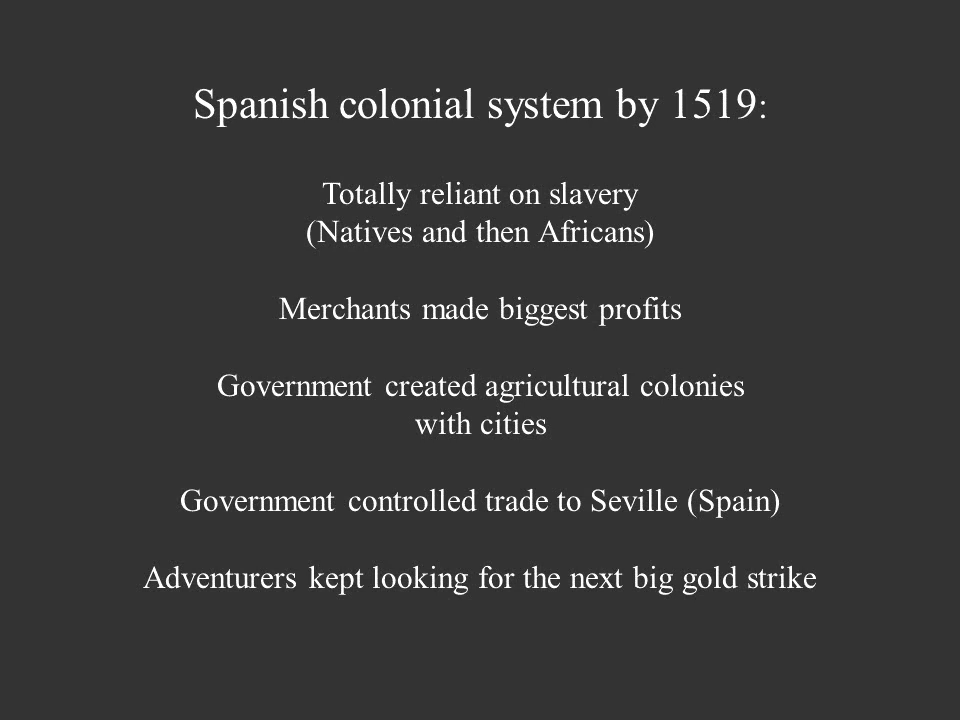 Spanish colonial system by 1519:
Totally reliant on slavery
(Natives and then Africans)
Merchants made biggest profits
Government created agricultural colonies
with cities
Government controlled trade to Seville (Spain)
Adventurers kept looking for the next big gold strike